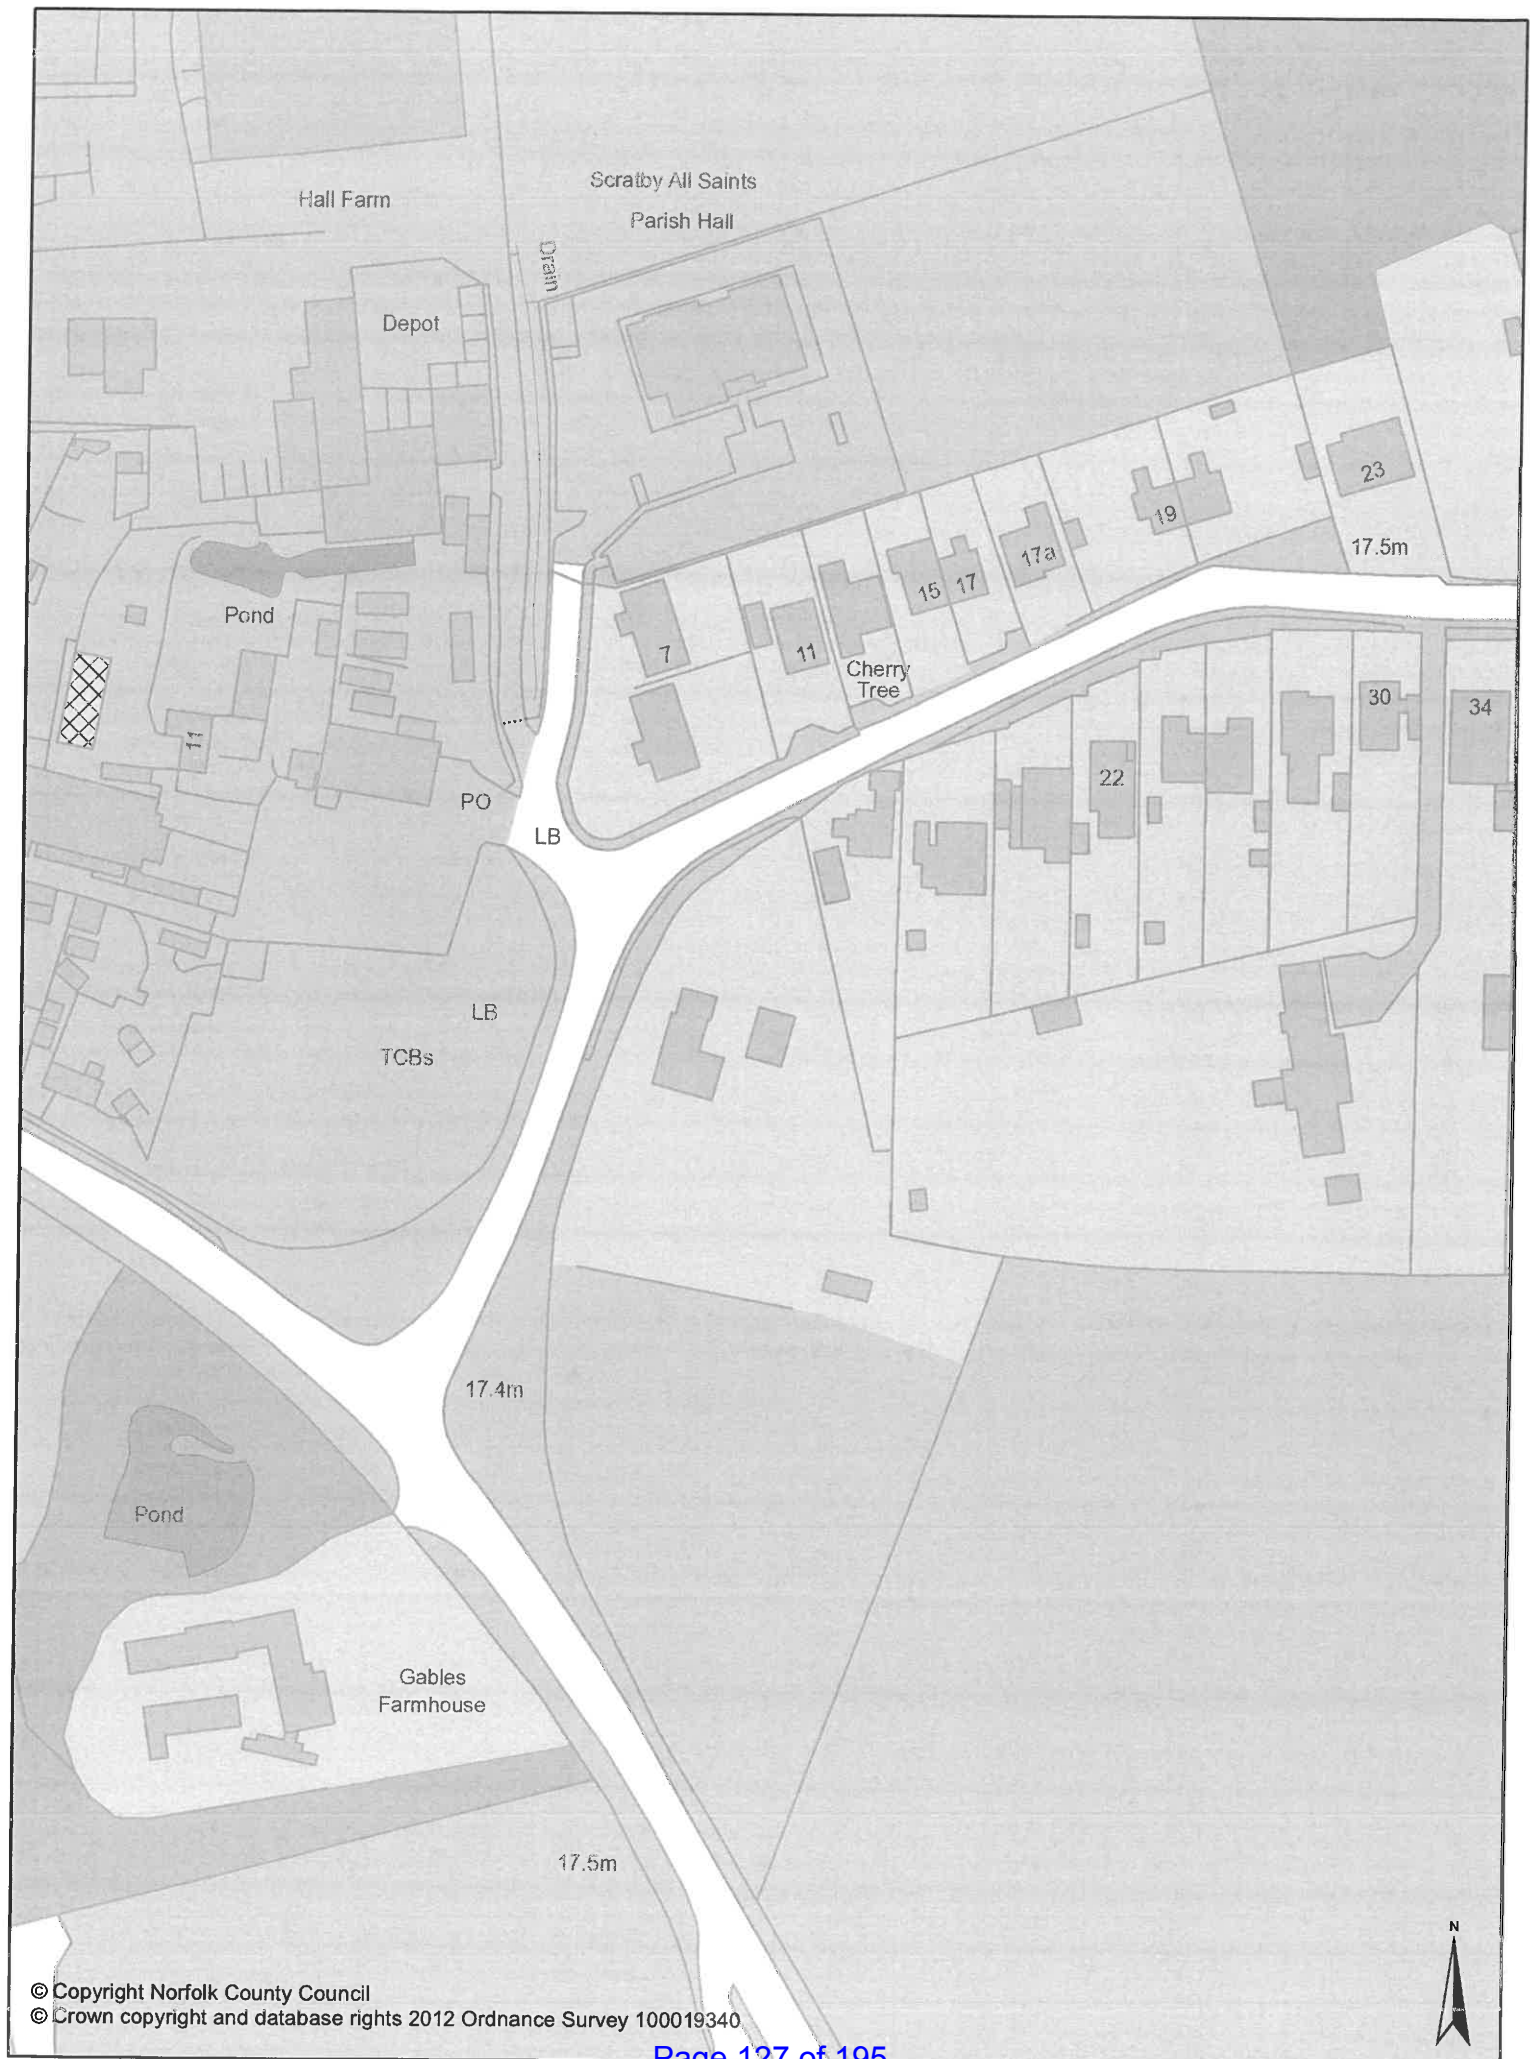 Scratby All Saints
Parish Hall
Hall Farm
Drain
Depot
23
19
17.5m
17a
15
17
Pond
7
11
Cherry
Tree
30
34
11
22
PO
LB
LB
TCBs
17.4m
Pond
Gables
Farmhouse
17.5m
N
© Copyright Norfolk County Council
© Crown copyright and database rights 2012 Ordnance Survey 100019340
Page 127 of 195